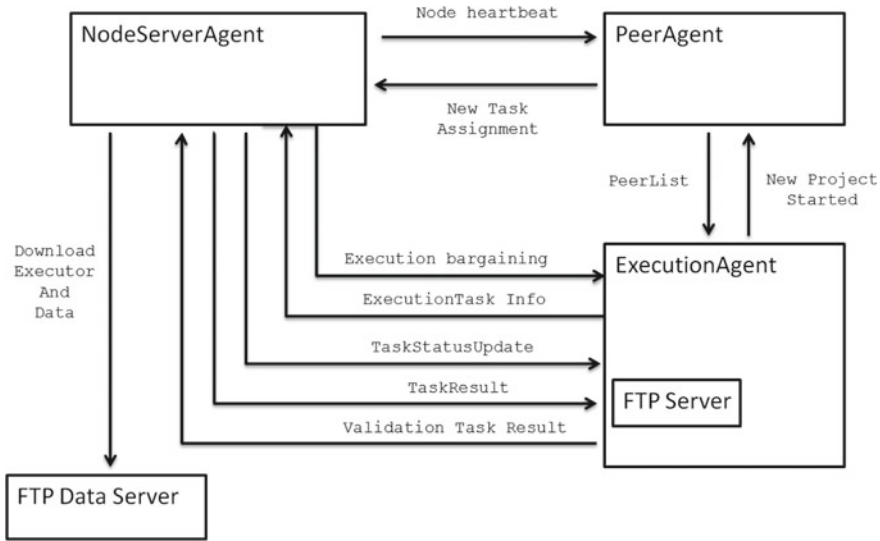 Node heartbeat
NodeServerAgent
PeerAgent
New Task
Assignment
PeerList
New Project
Started
Download
Executor
And
Data
Execution bargaining
ExecutionAgent
ExecutionTask Info
TaskStatusUpdate
TaskResult
FTP Server
Validation Task Result
FTP Data Server